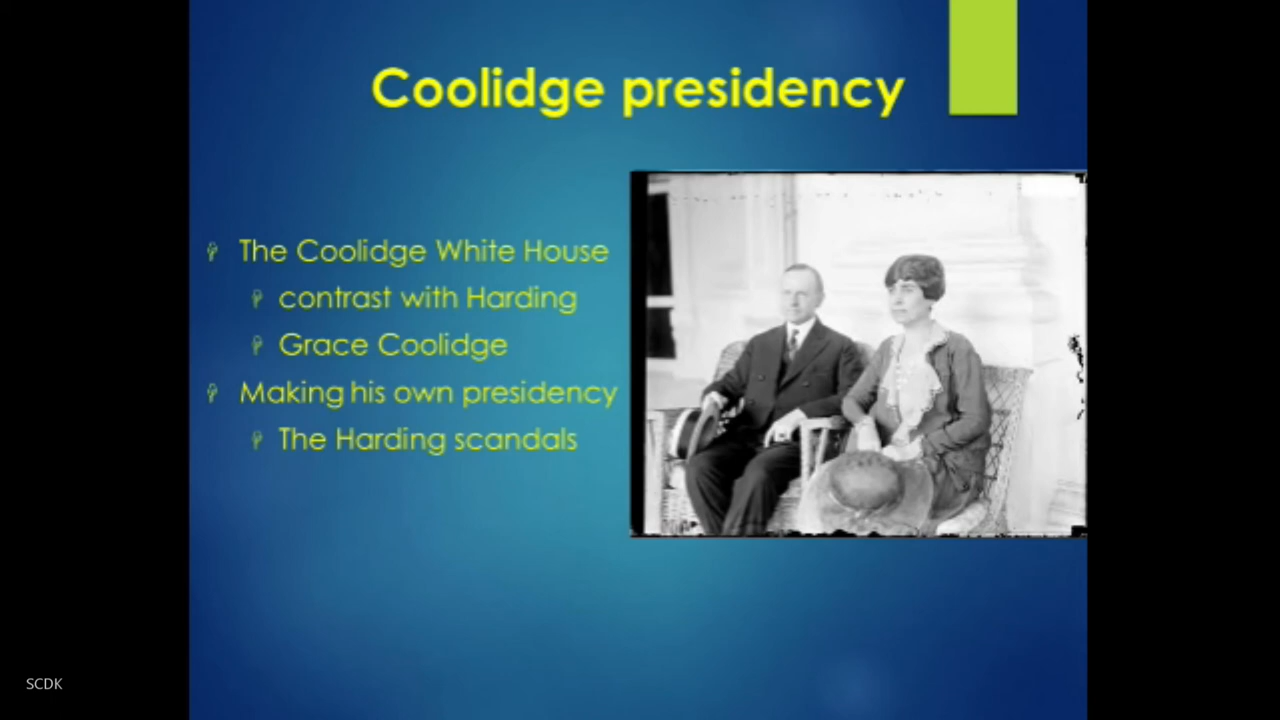 Coolidge presidency
The Coolidge White House
contrast with Harding
Grace Coolidge
Making his own presidency
The Harding scandals
SCDK